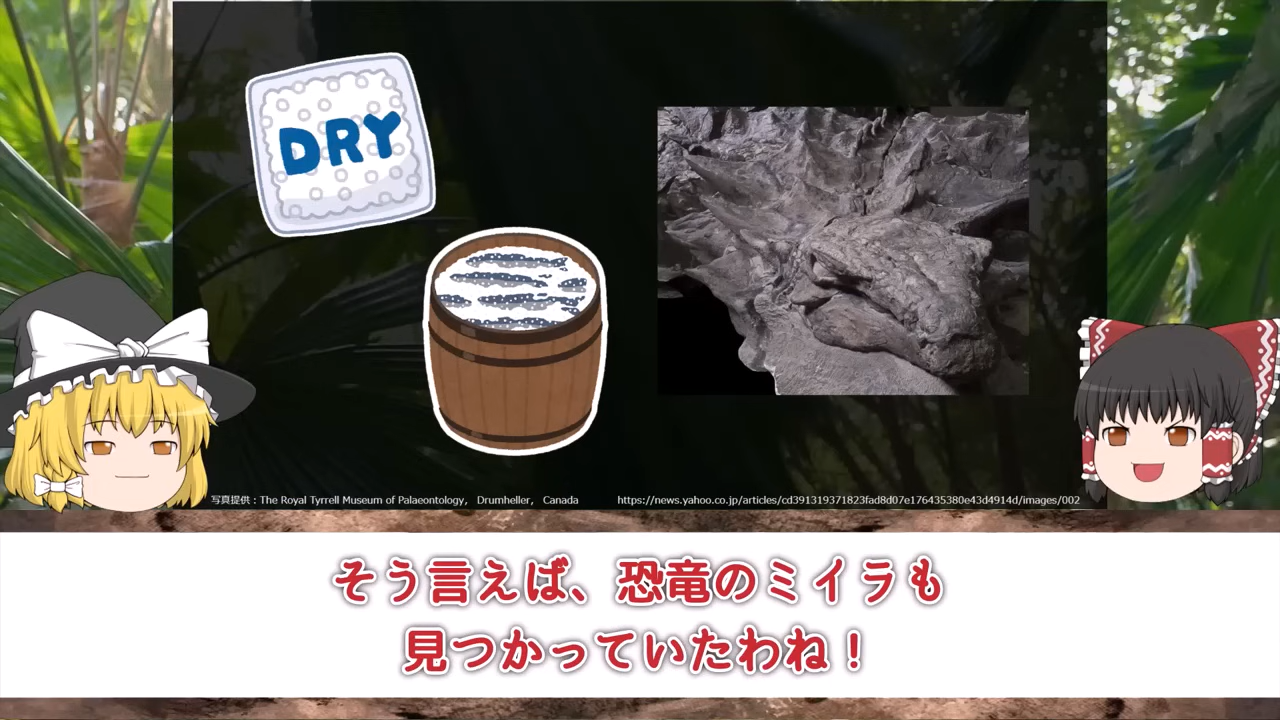 DRY
写真提供：The Royal Tyrrell Museum of Palaeontology, Drumheller, Canada
https://news.yahoo.co.jp/articles/cd391319371823fad8d07e176435380e43d4914d/images/002
そう言えば、恐竜のミイラも
見つかっていたわね！